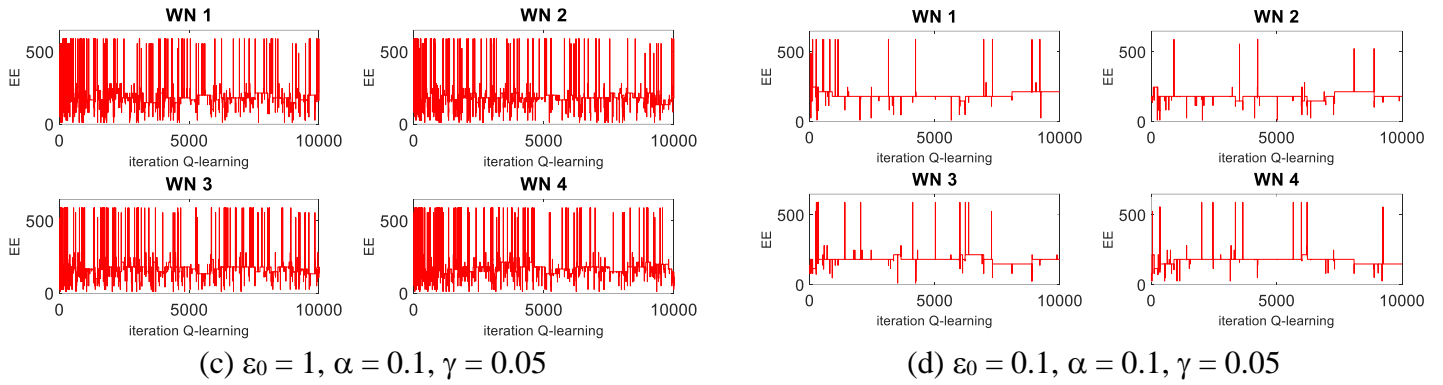 WN 1
500
EE
0
0
5000
10000
iteration Q-learning
WN 2
500
EE
0
0
5000
10000
iteration Q-learning
WN 3
500
EE
0
0
5000
10000
iteration Q-learning
WN 4
500
EE
0
0
5000
10000
iteration Q-learning
(c) ε₀ = 1, α = 0.1, γ = 0.05
WN 1
500
EE
0
0
5000
10000
iteration Q-learning
WN 2
500
EE
0
0
5000
10000
iteration Q-learning
WN 3
500
EE
0
0
5000
10000
iteration Q-learning
WN 4
500
EE
0
0
5000
10000
iteration Q-learning
(d) ε₀ = 0.1, α = 0.1, γ = 0.05